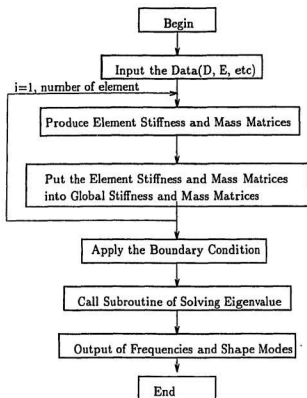 Begin
Input the Data(D, E, etc)
i=1, number of element
Produce Element Stiffness and Mass Matrices
Put the Element Stiffness and Mass Matrices
into Global Stiffness and Mass Matrices
Apply the Boundary Condition
Call Subroutine of Solving Eigenvalue
Output of Frequencies and Shape Modes
End